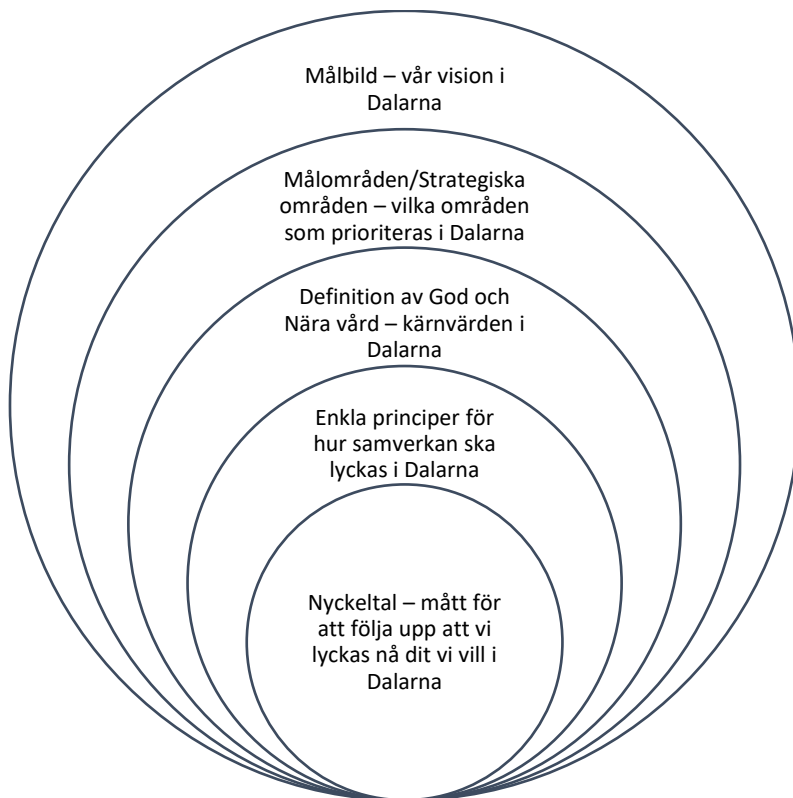 Målbild – vår vision i
Dalarna
Målområden/Strategiska
områden – vilka områden
som prioriteras i Dalarna
Definition av God och
Nära vård – kärnvärden i
Dalarna
Enkla principer för
hur samverkan ska
lyckas i Dalarna
Nyckeltal – mått för
att följa upp att vi
lyckas nå dit vi vill i
Dalarna